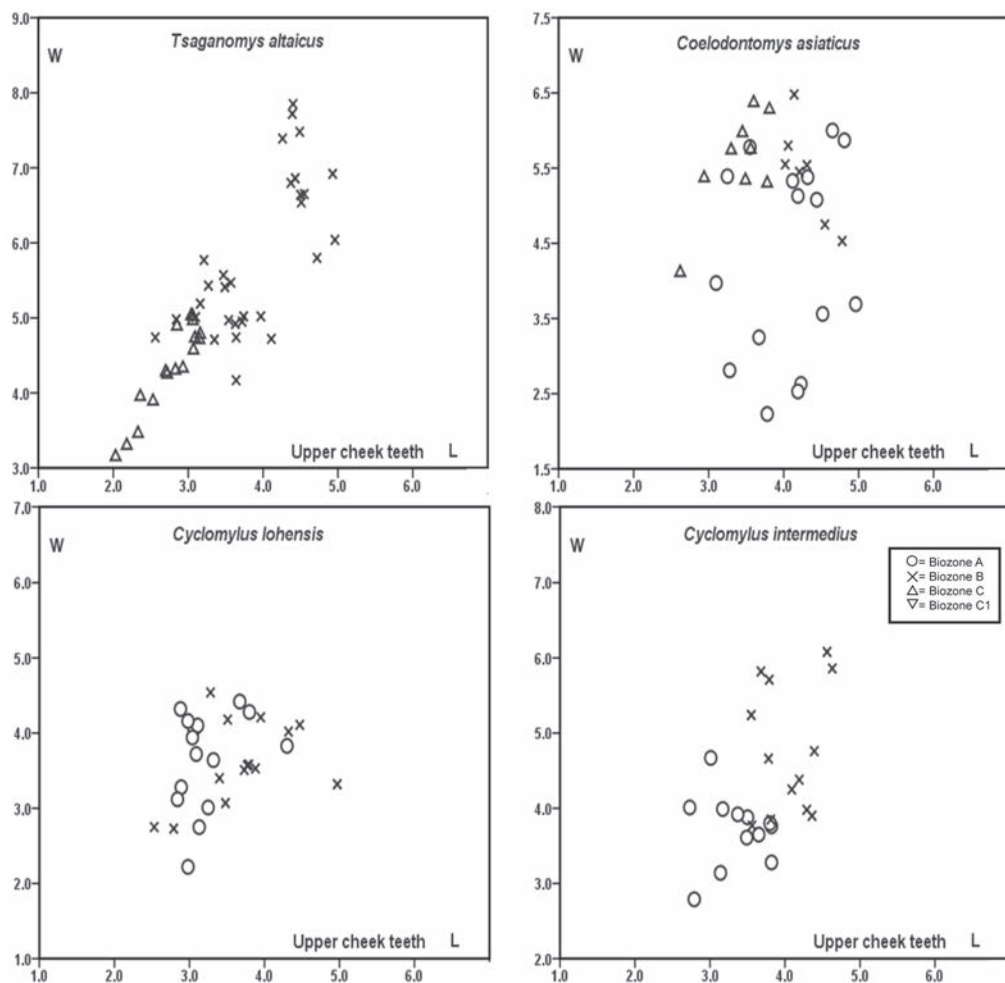 Tsaganomys altaicus
W
9.0
8.0
7.0
6.0
5.0
4.0
3.0
Upper cheek teeth L
1.0 2.0 3.0 4.0 5.0 6.0
Coelodontomys asiaticus
W
7.5
6.5
5.5
4.5
3.5
2.5
1.5
Upper cheek teeth L
1.0 2.0 3.0 4.0 5.0 6.0
Cyclomylus lohensis
W
7.0
6.0
5.0
4.0
3.0
2.0
1.0
Upper cheek teeth L
1.0 2.0 3.0 4.0 5.0 6.0
Cyclomylus intermedius
W
8.0
7.0
6.0
5.0
4.0
3.0
2.0
O= Biozone A
X= Biozone B
△= Biozone C
▽= Biozone C1
Upper cheek teeth L
1.0 2.0 3.0 4.0 5.0 6.0